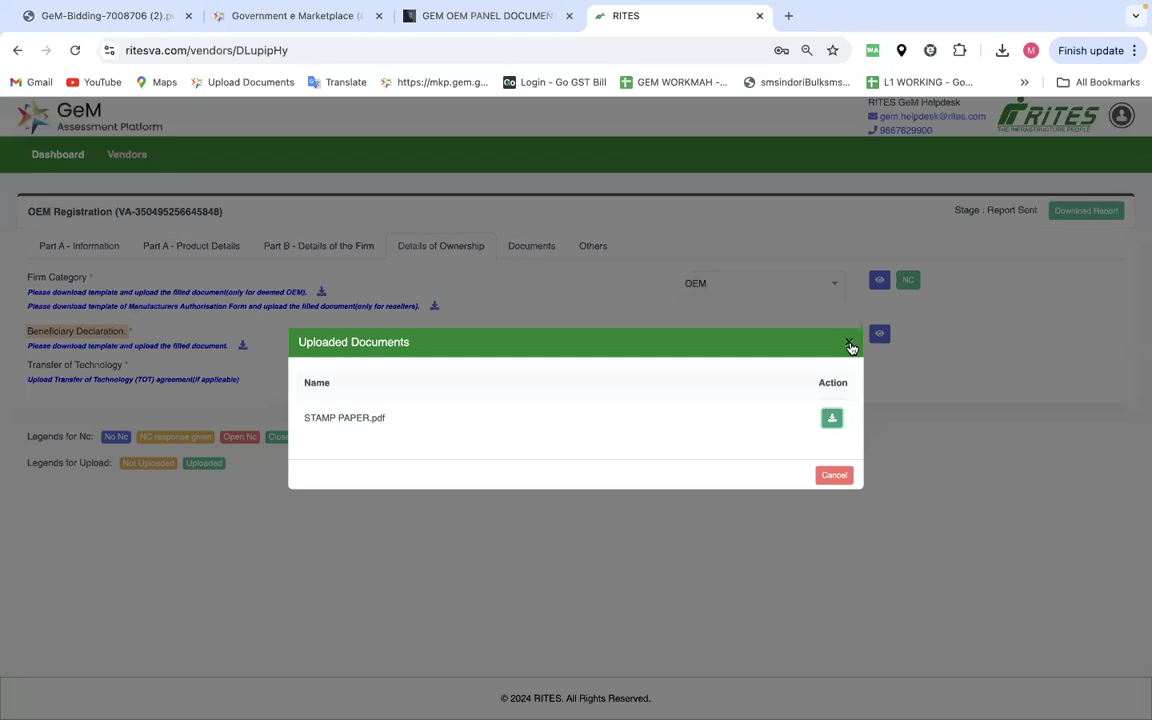 GeM-Bidding-7008706 (2).p
Government e Marketplace (
GEM OEM PANEL DOCUMEN
RITES
ritesva.com/vendors/DLupipHy
WA
M
Finish update
Gmail
YouTube
Maps
Upload Documents
Translate
https://mkp.gem.g...
Login - Go GST Bill
GEM WORKMAH -...
smsindoriBulksms...
L1 WORKING - Go...
»
All Bookmarks
GeM
Assessment Platform
RITES GeM Helpdesk
gem.helpdesk@rites.com
9667629900
RITES
THE INFRASTRUCTURE PEOPLE
Dashboard
Vendors
OEM Registration (VA-350495256645848)
Stage : Report Sent
Download Report
Part A - Information
Part A - Product Details
Part B - Details of the Firm
Details of Ownership
Documents
Others
Firm Category *
Please download template and upload the filled document(only for deemed OEM).
Please download template of Manufacturers Authorisation Form and upload the filled document(only for resellers).
OEM
NC
Beneficiary Declaration. *
Please download template and upload the filled document.
Transfer of Technology *
Upload Transfer of Technology (TOT) agreement(if applicable)
Uploaded Documents
Name
Action
STAMP PAPER.pdf
Cancel
Legends for Nc:
No Nc
NC response given
Open Nc
Close
Legends for Upload:
Not Uploaded
Uploaded
© 2024 RITES. All Rights Reserved.